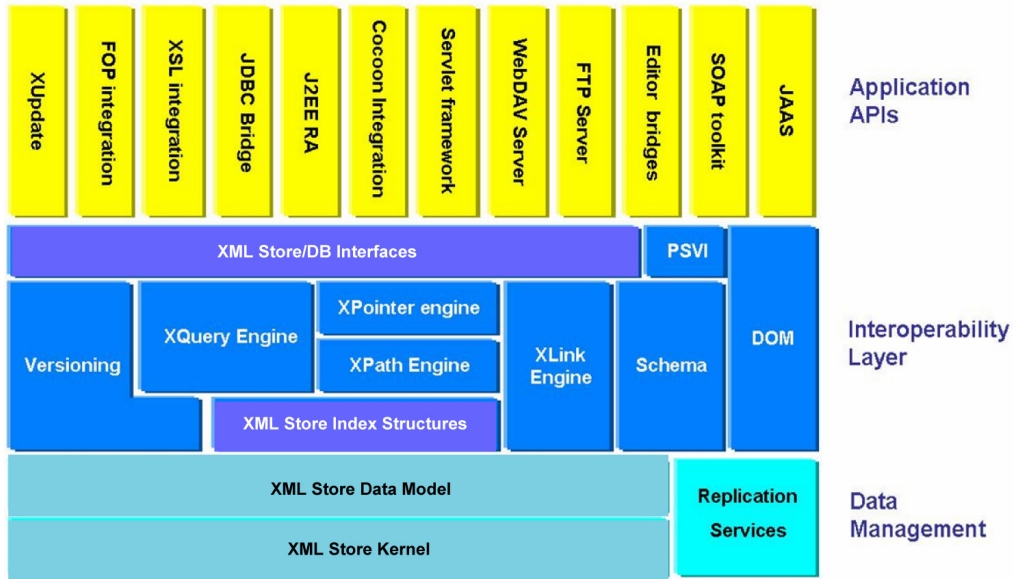 XUpdate
FOP integration
XSL integration
JDBC Bridge
J2EE RA
Cocoon Integration
Servlet framework
WebDAV Server
FTP Server
Editor bridges
SOAP toolkit
JAAS
Application
APIs
XML Store/DB Interfaces
PSVI
Versioning
XQuery Engine
XPointer engine
XPath Engine
XML Store Index Structures
XLink
Engine
Schema
DOM
Interoperability
Layer
XML Store Data Model
XML Store Kernel
Replication
Services
Data
Management